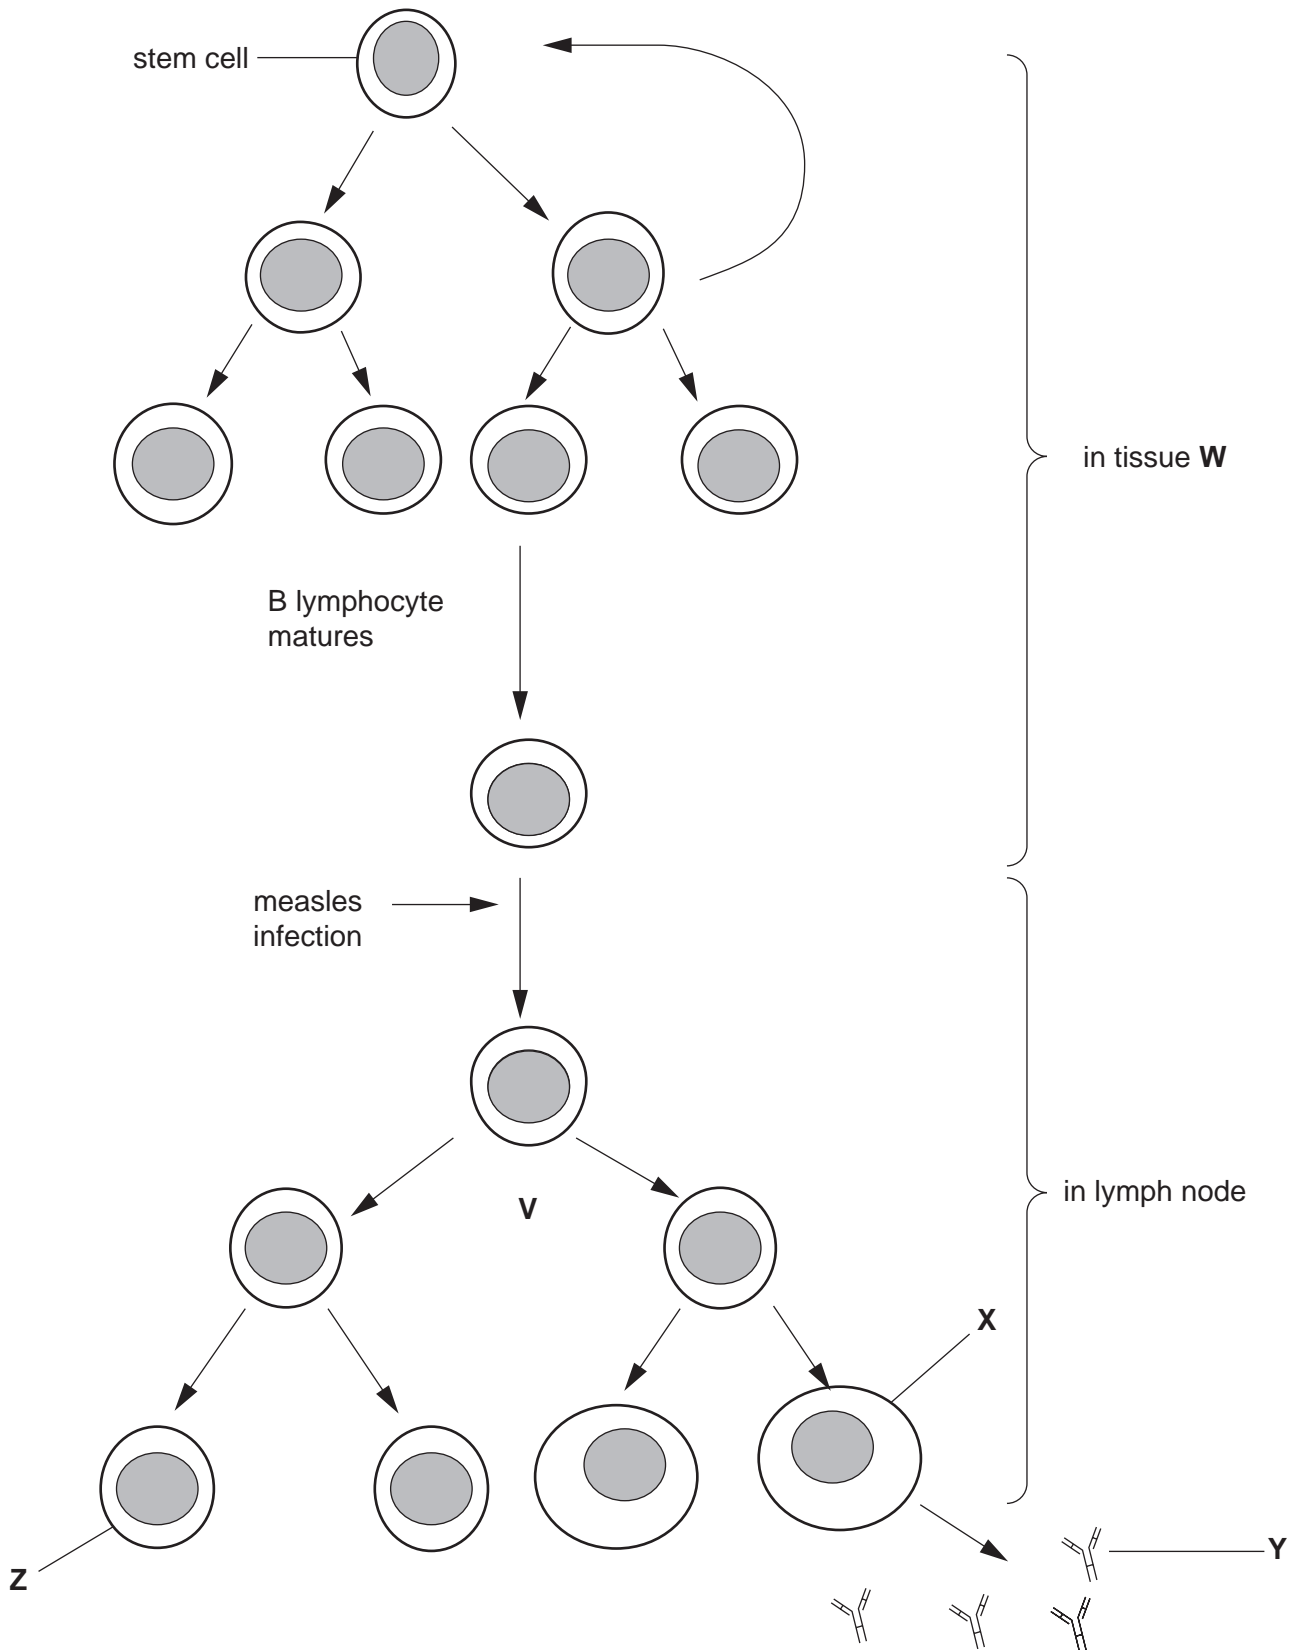 stem cell
in tissue W
B lymphocyte
matures
measles
infection
in lymph node
V
X
Y
Z